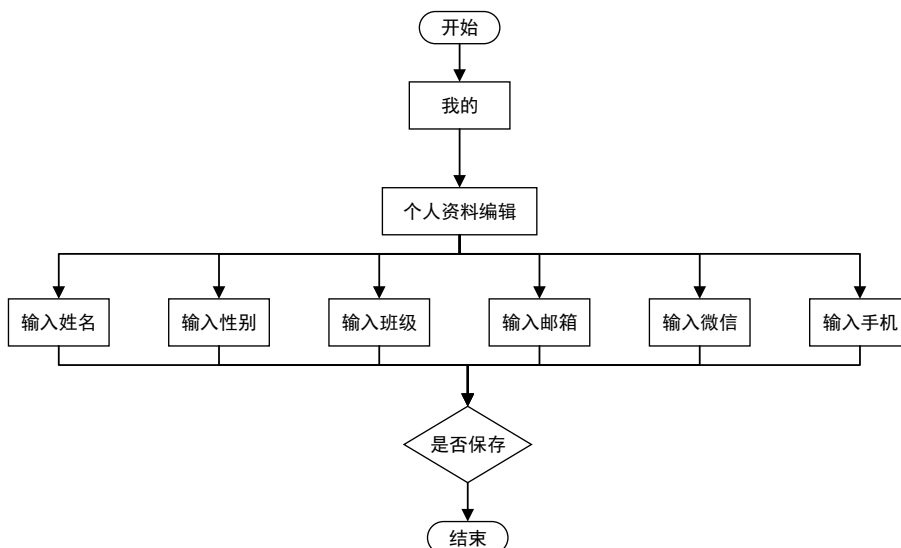 开始
我的
个人资料编辑
输入姓名
输入性别
输入班级
输入邮箱
输入微信
输入手机
是否保存
结束